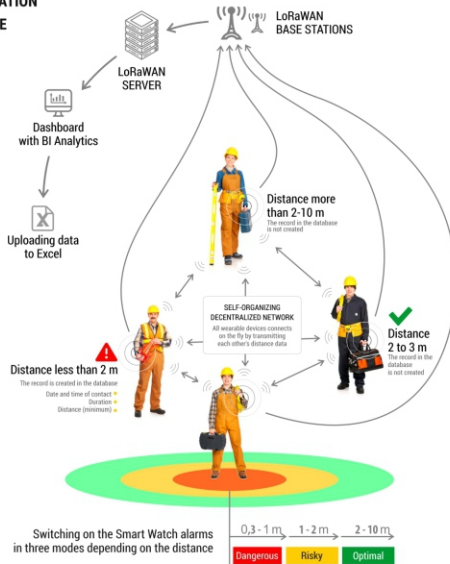 ATION
E
LoRaWAN
BASE STATIONS
LoRaWAN
SERVER
Dashboard
with BI Analytics
Uploading data
to Excel
Distance more
than 2-10 m
The record in the database
is not created
SELF-ORGANIZING
DECENTRALIZED NETWORK
All wearable devices connects
on the fly by transmitting
each other's distance data
Distance
2 to 3 m
The record in the
database
is not created
Distance less than 2 m
The record is created in the database
Date and time of contact
Duration
Distance (minimum)
Switching on the Smart Watch alarms
in three modes depending on the distance
0,3 - 1 m 1 - 2 m 2 - 10 m
Dangerous Risky Optimal